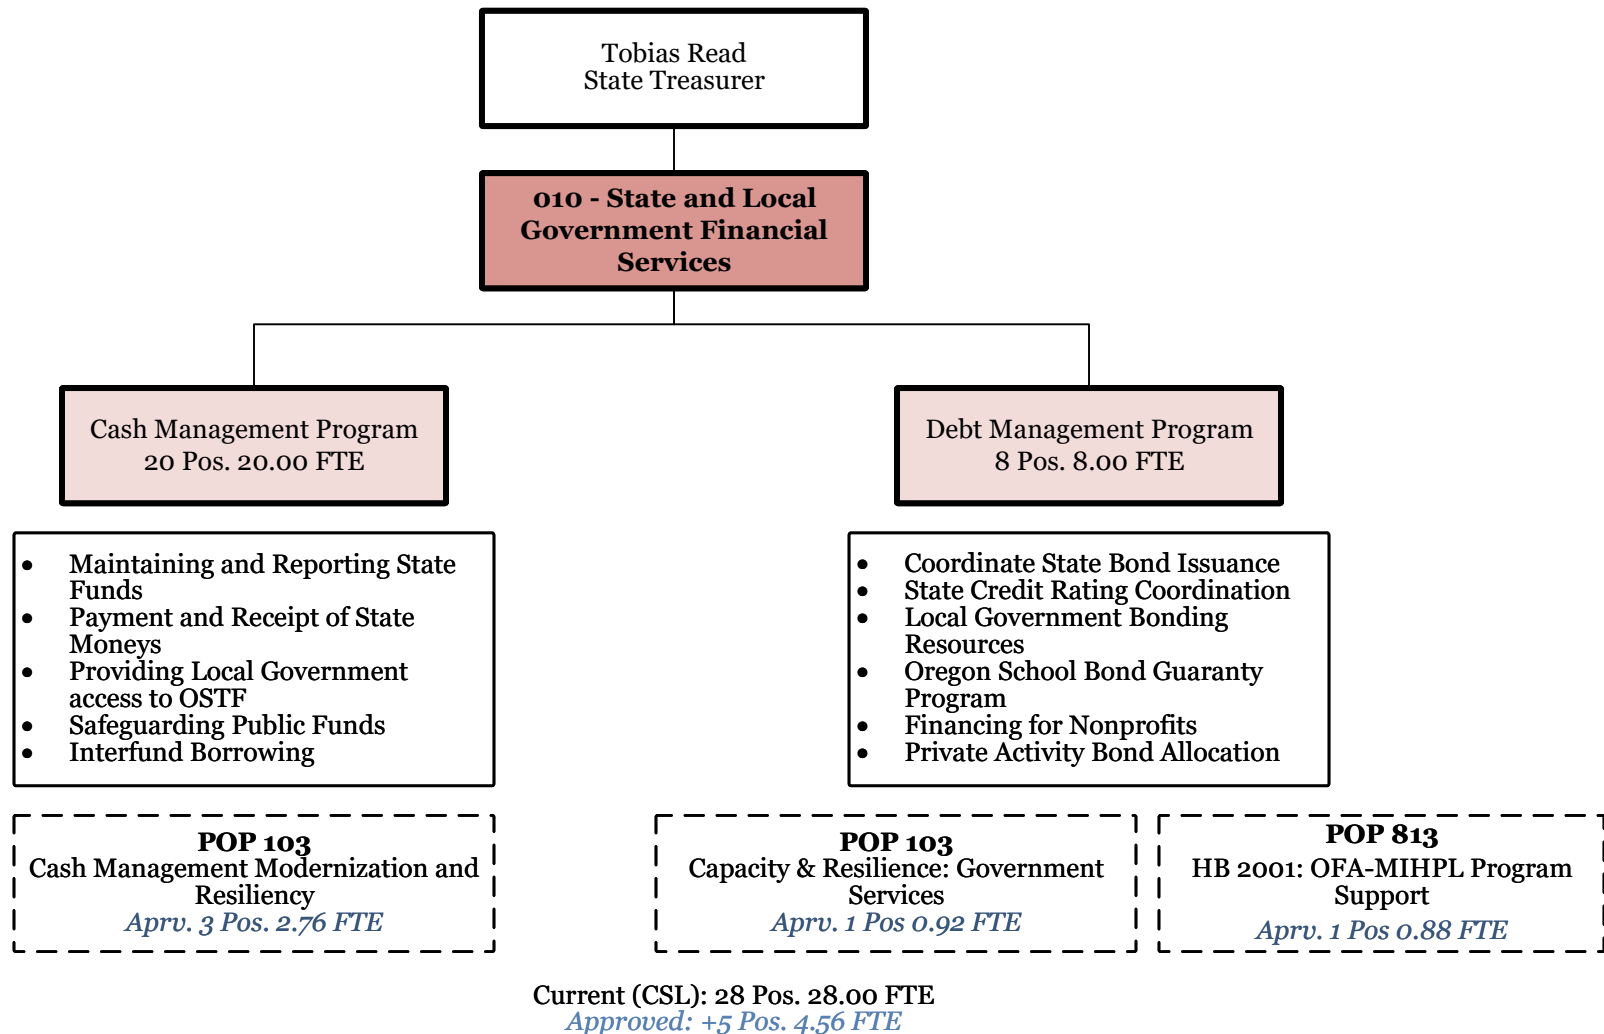 Tobias Read
State Treasurer
010 - State and Local
Government Financial
Services
Cash Management Program
20 Pos. 20.00 FTE
Debt Management Program
8 Pos. 8.00 FTE
• Maintaining and Reporting State
Funds
• Payment and Receipt of State
Moneys
• Providing Local Government
access to OSTF
• Safeguarding Public Funds
• Interfund Borrowing
• Coordinate State Bond Issuance
• State Credit Rating Coordination
• Local Government Bonding
Resources
• Oregon School Bond Guaranty
Program
• Financing for Nonprofits
• Private Activity Bond Allocation
POP 103
Cash Management Modernization and
Resiliency
Aprv. 3 Pos. 2.76 FTE
POP 103
Capacity & Resilience: Government
Services
Aprv. 1 Pos 0.92 FTE
POP 813
HB 2001: OFA-MIHPL Program
Support
Aprv. 1 Pos 0.88 FTE
Current (CSL): 28 Pos. 28.00 FTE
Approved: +5 Pos. 4.56 FTE